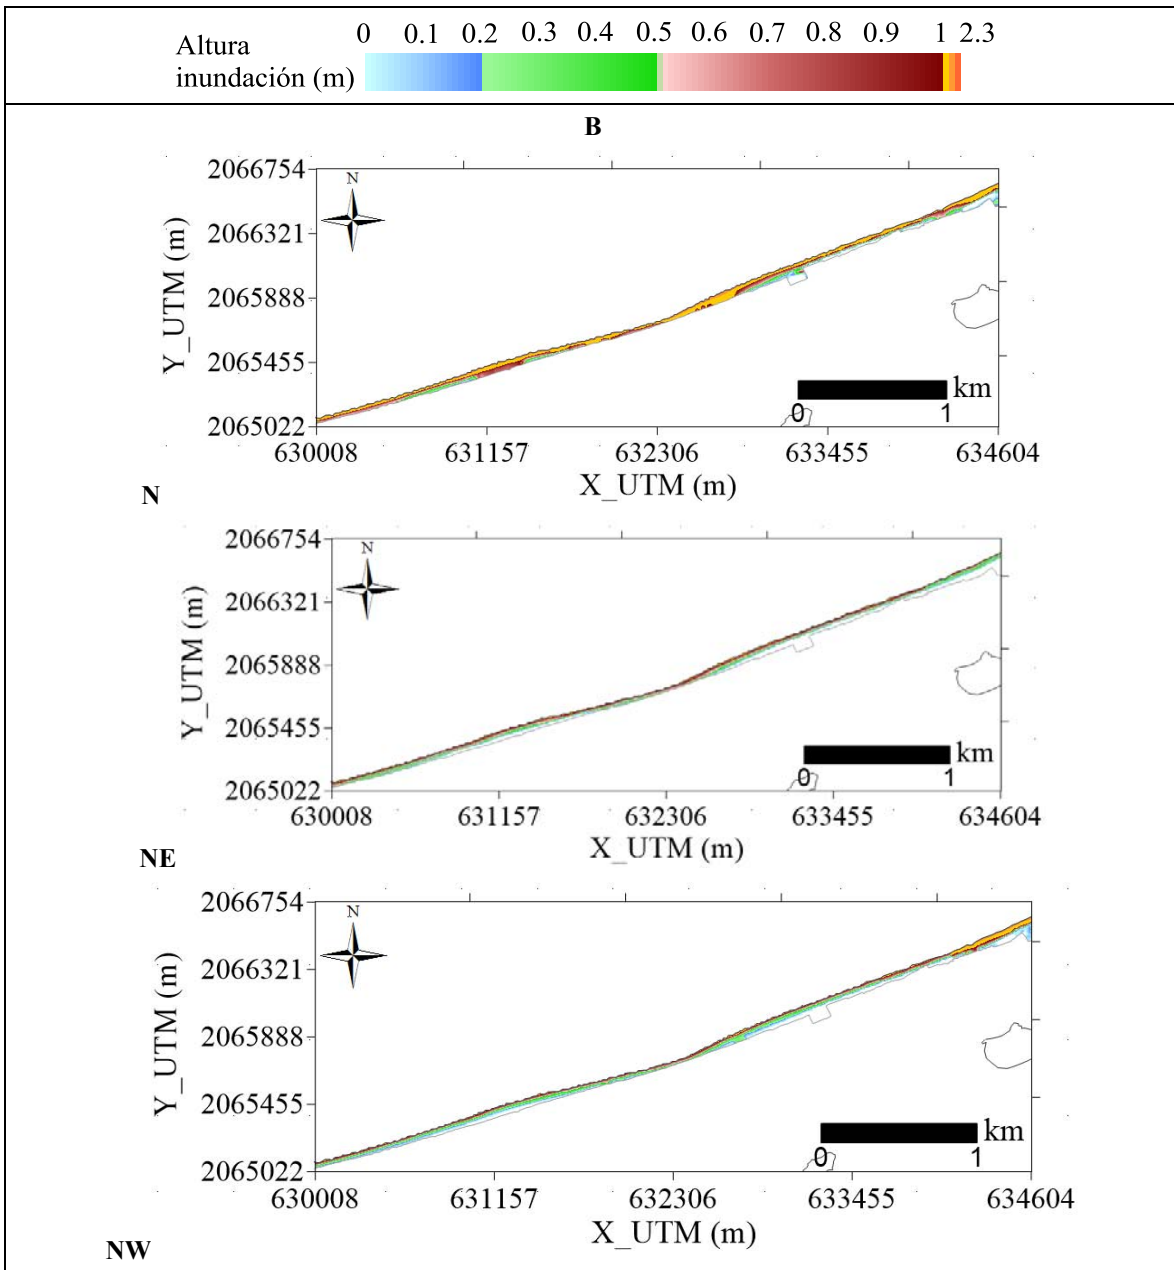 0 0.1 0.2 0.3 0.4 0.5 0.6 0.7 0.8 0.9 1 2.3
Altura
inundación (m)
B
2066754
N
2066321
2065888
2065455
2065022
Y_UTM (m)
km
0 1
630008 631157 632306 633455 634604
X_UTM (m)
N
2066754
N
2066321
2065888
2065455
2065022
Y_UTM (m)
km
0 1
630008 631157 632306 633455 634604
X_UTM (m)
NE
2066754
N
2066321
2065888
2065455
2065022
Y_UTM (m)
km
0 1
630008 631157 632306 633455 634604
X_UTM (m)
NW